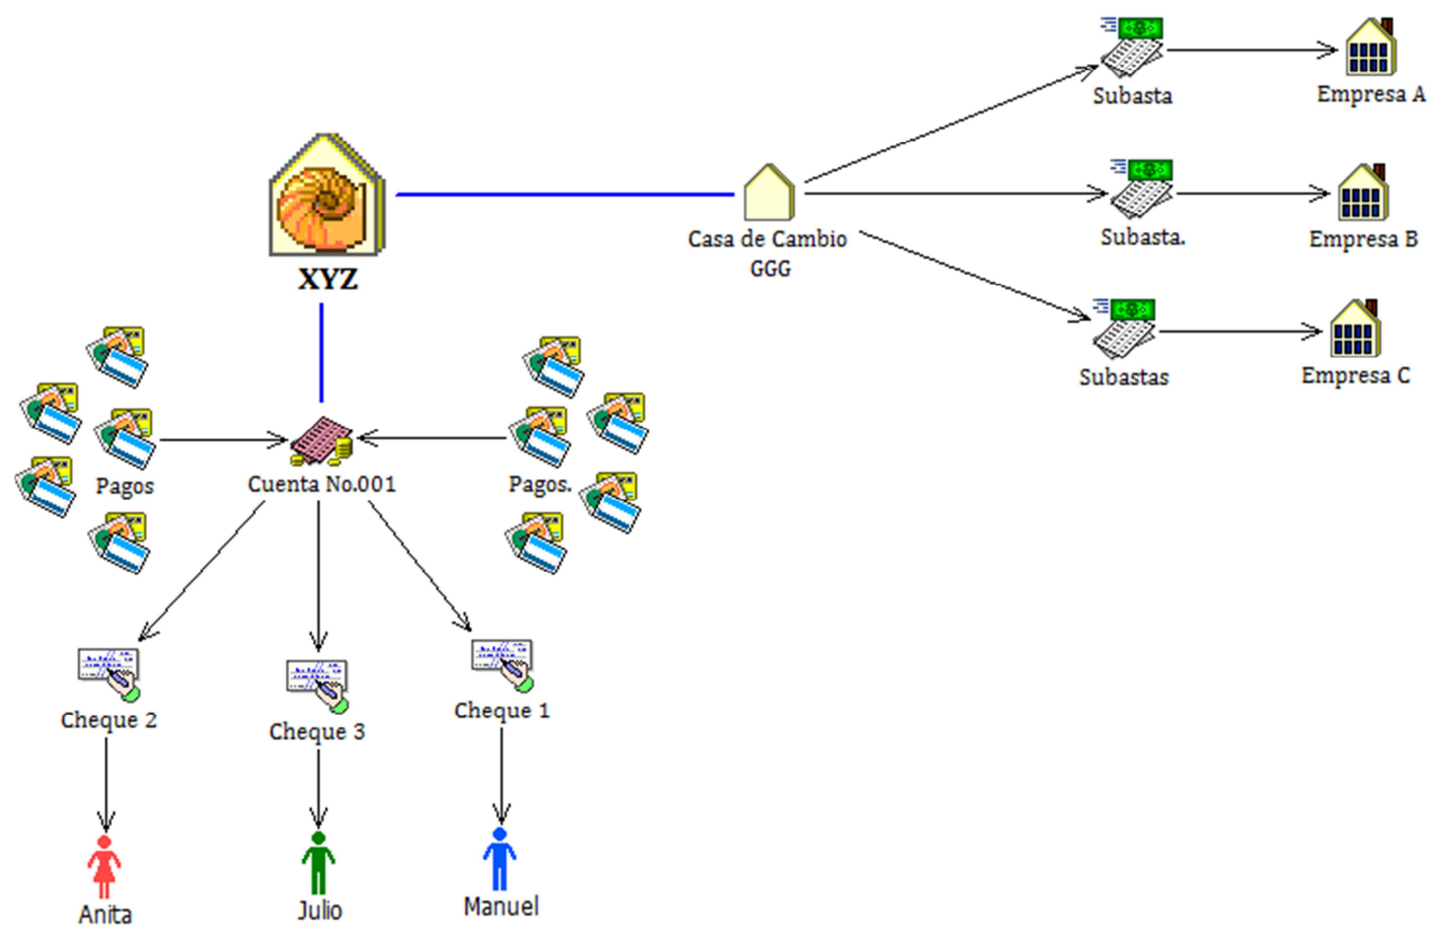 Subasta
Empresa A
Subasta.
Empresa B
Casa de Cambio
GGG
XYZ
Subastas
Empresa C
Pagos
Cuenta No.001
Pagos.
Cheque 2
Cheque 3
Cheque 1
Anita
Julio
Manuel